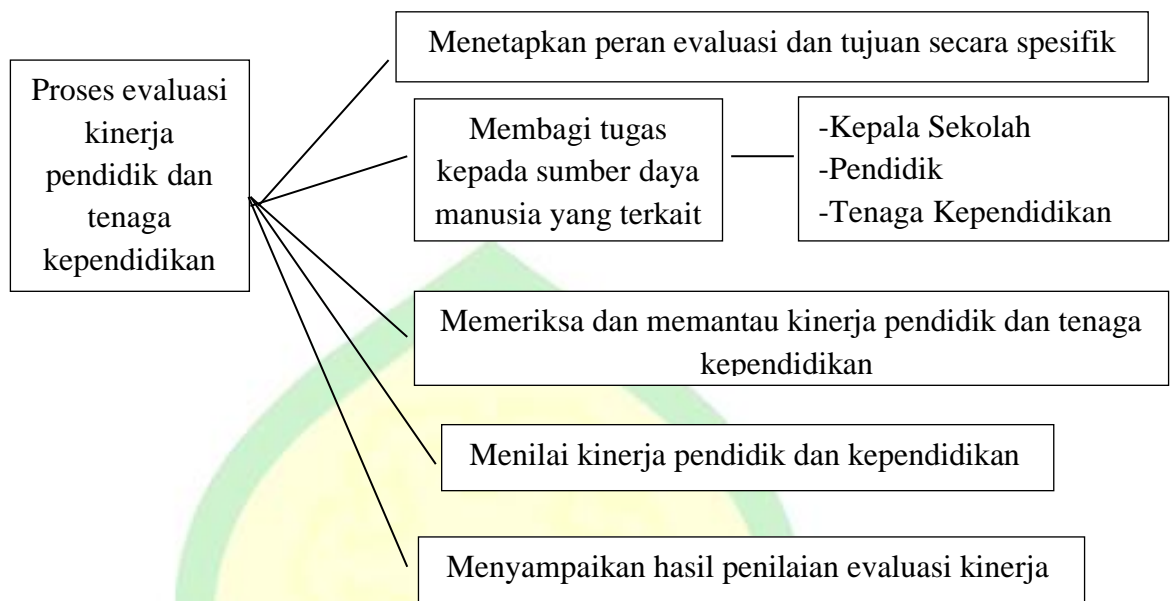 Proses evaluasi
kinerja
pendidik dan
tenaga
kependidikan
Menetapkan peran evaluasi dan tujuan secara spesifik
Membagi tugas
kepada sumber daya
manusia yang terkait
-Kepala Sekolah
-Pendidik
-Tenaga Kependidikan
Memeriksa dan memantau kinerja pendidik dan tenaga
kependidikan
Menilai kinerja pendidik dan kependidikan
Menyampaikan hasil penilaian evaluasi kinerja